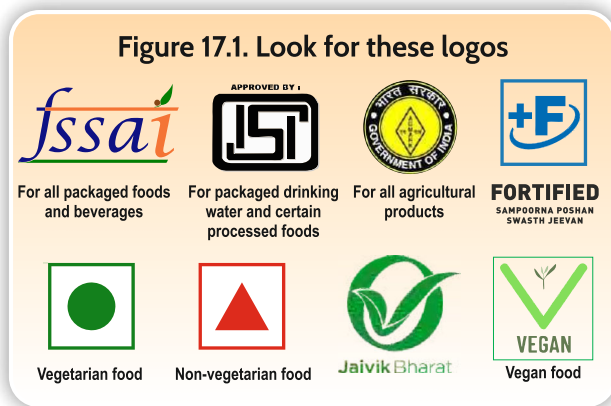 Figure 17.1. Look for these logos
fssai
For all packaged foods
and beverages
APPROVED BY :
ISI
For packaged drinking
water and certain
processed foods
भारत सरकार
GOVERNMENT OF INDIA
For all agricultural
products
+F
FORTIFIED
SAMPOORNA POSHAN
SWASTH JEEVAN
Vegetarian food
Non-vegetarian food
Jaivik Bharat
VEGAN
Vegan food